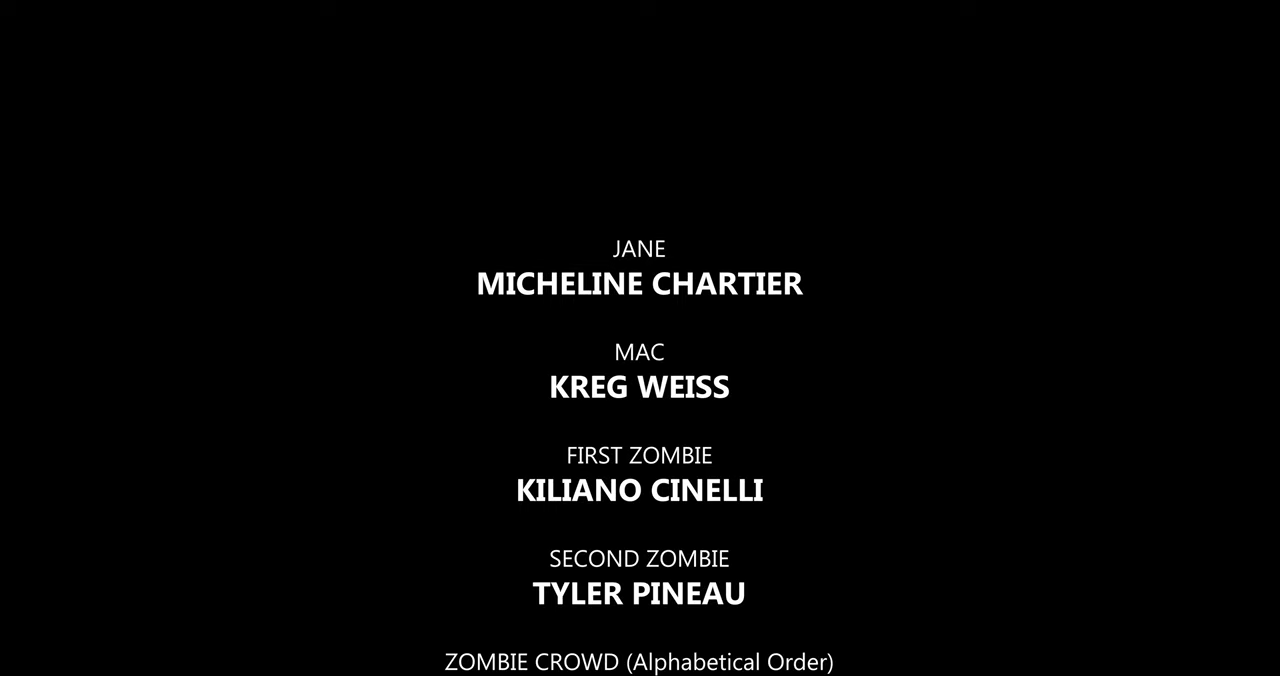 JANE
MICHELINE CHARTIER
MAC
KREG WEISS
FIRST ZOMBIE
KILIANO CINELLI
SECOND ZOMBIE
TYLER PINEAU
ZOMBIE CROWD (Alphabetical Order)